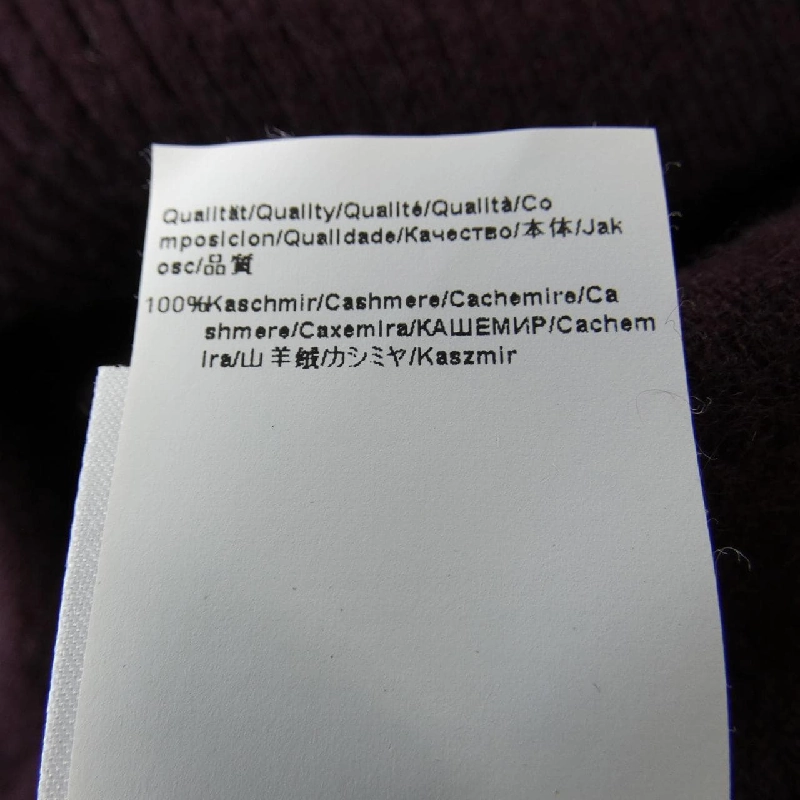 Qualität/Quality/Qualité/Qualità/Co
mposicion/Qualidade/Качество/本体/Jak
osc/品質
100%Kaschmir/Cashmere/Cachemire/Ca
shmere/Caxemira/КАШЕМИР/Cachem
ira/山羊绒/カシミヤ/Kaszmir